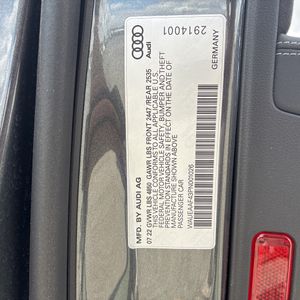 MFD. BY AUDI AG
07 22 GVWR LBS 4850 GAWR LBS FRONT 2447 /REAR 2535
THIS VEHICLE CONFORMS TO ALL APPLICABLE U.S.
FEDERAL MOTOR VEHICLE SAFETY, BUMPER AND THEFT
PREVENTION STANDARDS IN EFFECT ON THE DATE OF
MANUFACTURE SHOWN ABOVE
PASSENGER CAR
WAUEAAF43PN001026
Audi
2914001
GERMANY